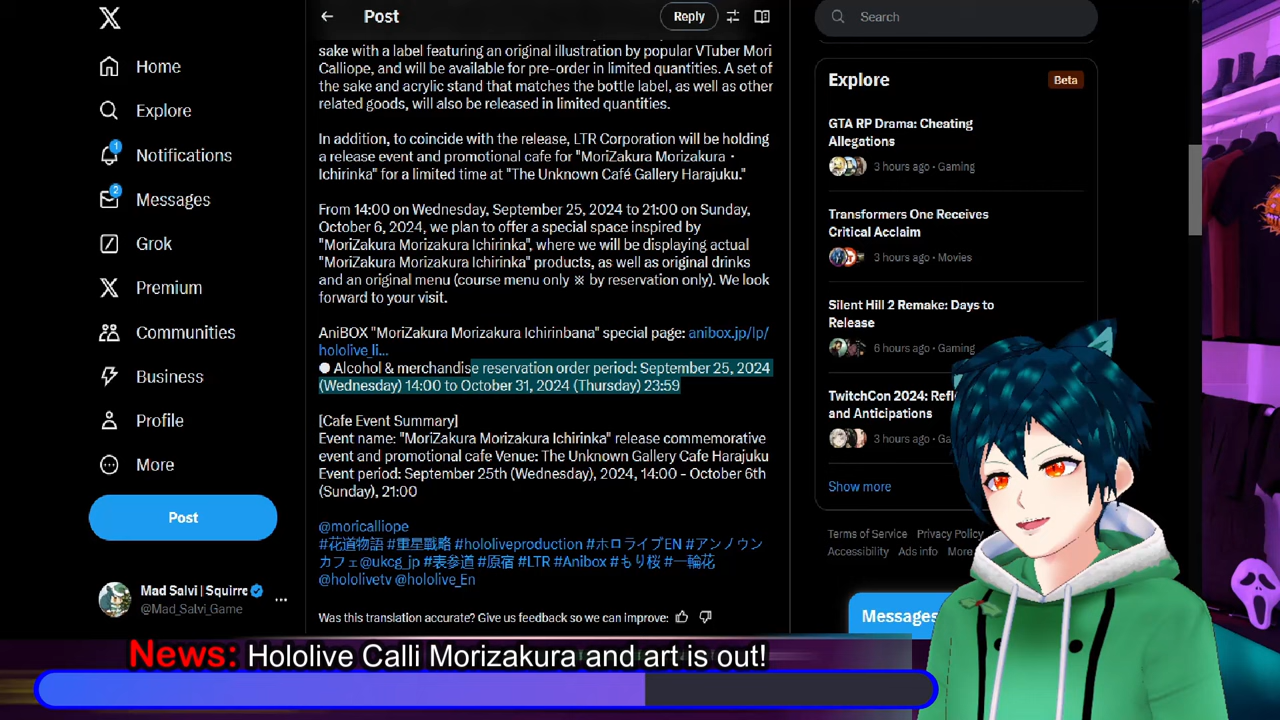 Home
Explore
Notifications
1
Messages
2
Grok
Premium
Communities
Business
Profile
More
Post
Mad Salvi | Squirre
@Mad_Salvi_Game
Post
Reply
sake with a label featuring an original illustration by popular VTuber Mori
Calliope, and will be available for pre-order in limited quantities. A set of
the sake and acrylic stand that matches the bottle label, as well as other
related goods, will also be released in limited quantities.
In addition, to coincide with the release, LTR Corporation will be holding
a release event and promotional cafe for "MoriZakura Morizakura・
Ichirinka" for a limited time at "The Unknown Café Gallery Harajuku."
From 14:00 on Wednesday, September 25, 2024 to 21:00 on Sunday,
October 6, 2024, we plan to offer a special space inspired by
"MoriZakura Morizakura Ichirinka", where we will be displaying actual
"MoriZakura Morizakura Ichirinka" products, as well as original drinks
and an original menu (course menu only ※ by reservation only). We look
forward to your visit.
AniBOX "MoriZakura Morizakura Ichirinbana" special page: anibox.jp/lp/
hololive_li...
● Alcohol & merchandise reservation order period: September 25, 2024
(Wednesday) 14:00 to October 31, 2024 (Thursday) 23:59
[Cafe Event Summary]
Event name: "MoriZakura Morizakura Ichirinka" release commemorative
event and promotional cafe Venue: The Unknown Gallery Cafe Harajuku
Event period: September 25th (Wednesday), 2024, 14:00 - October 6th
(Sunday), 21:00
@moricalliope
#花道物語 #重星戰略 #hololiveproduction #ホロライブEN #アンノウン
カフェ@ukcg_jp #表参道 #原宿 #LTR #Anibox #もり桜 #一輪花
@hololivetv @hololive_En
Was this translation accurate? Give us feedback so we can improve:
Search
Explore
Beta
GTA RP Drama: Cheating
Allegations
3 hours ago · Gaming
Transformers One Receives
Critical Acclaim
3 hours ago · Movies
Silent Hill 2 Remake: Days to
Release
6 hours ago · Gaming
TwitchCon 2024: Refl
and Anticipations
3 hours ago · Ga
Show more
Terms of Service Privacy Policy
Accessibility Ads info More
Messages
News: Hololive Calli Morizakura and art is out!